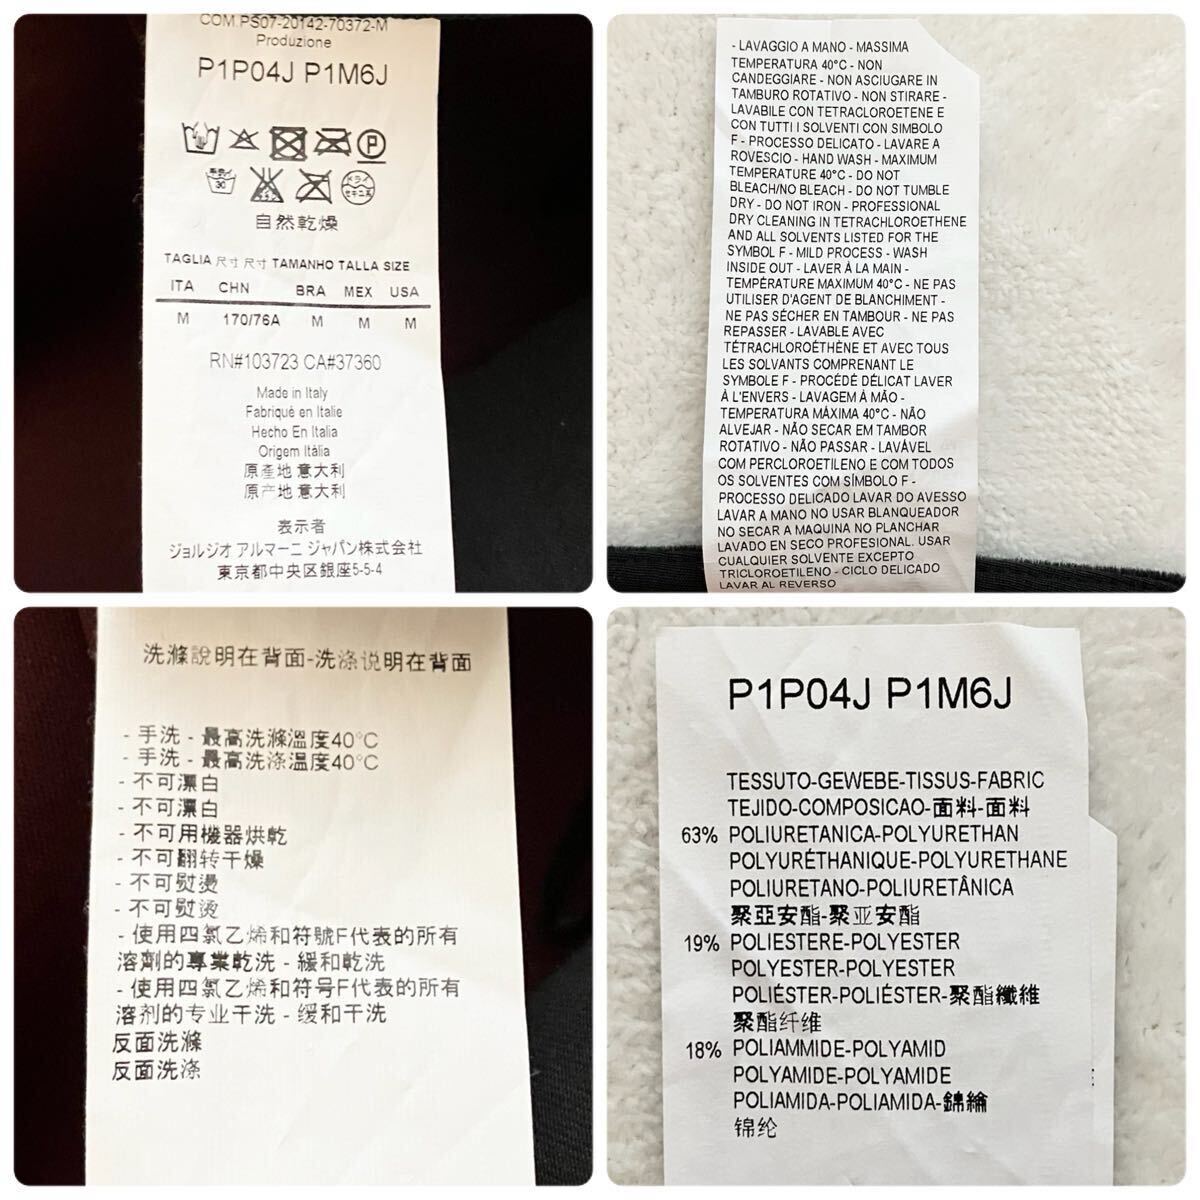 COM.PS07-20142-70372-M
Produzione
P1P04J P1M6J
P
手洗イ
30
ドライ
セキユ系
自然乾燥
TAGLIA 尺寸 尺寸 TAMANHO TALLA SIZE
ITA CHN BRA MEX USA
M 170/76A M M M
RN#103723 CA#37360
Made in Italy
Fabriqué en Italie
Hecho En Italia
Origem Itália
原產地 意大利
原产地 意大利
表示者
ジョルジオ アルマーニ ジャパン株式会社
東京都中央区銀座5-5-4
- LAVAGGIO A MANO - MASSIMA
TEMPERATURA 40°C - NON
CANDEGGIARE - NON ASCIUGARE IN
TAMBURO ROTATIVO - NON STIRARE -
LAVABILE CON TETRACLOROETENE E
CON TUTTI I SOLVENTI CON SIMBOLO
F - PROCESSO DELICATO - LAVARE A
ROVESCIO - HAND WASH - MAXIMUM
TEMPERATURE 40°C - DO NOT
BLEACH/NO BLEACH - DO NOT TUMBLE
DRY - DO NOT IRON - PROFESSIONAL
DRY CLEANING IN TETRACHLOROETHENE
AND ALL SOLVENTS LISTED FOR THE
SYMBOL F - MILD PROCESS - WASH
INSIDE OUT - LAVER À LA MAIN -
TEMPÉRATURE MAXIMUM 40°C - NE PAS
UTILISER D'AGENT DE BLANCHIMENT -
NE PAS SÉCHER EN TAMBOUR - NE PAS
REPASSER - LAVABLE AVEC
TÉTRACHLOROÉTHÈNE ET AVEC TOUS
LES SOLVANTS COMPRENANT LE
SYMBOLE F - PROCÉDÉ DÉLICAT LAVER
À L'ENVERS - LAVAGEM À MÃO -
TEMPERATURA MÁXIMA 40°C - NÃO
ALVEJAR - NÃO SECAR EM TAMBOR
ROTATIVO - NÃO PASSAR - LAVÁVEL
COM PERCLOROETILENO E COM TODOS
OS SOLVENTES COM SÍMBOLO F -
PROCESSO DELICADO LAVAR DO AVESSO
LAVAR A MANO NO USAR BLANQUEADOR
NO SECAR A MAQUINA NO PLANCHAR
LAVADO EN SECO PROFESIONAL. USAR
CUALQUIER SOLVENTE EXCEPTO
TRICLOROETILENO - CICLO DELICADO
LAVAR AL REVERSO
洗滌說明在背面-洗涤说明在背面
- 手洗 - 最高洗滌溫度40°C
- 手洗 - 最高洗涤温度40°C
- 不可漂白
- 不可漂白
- 不可用機器烘乾
- 不可翻转干燥
- 不可熨燙
- 不可熨烫
- 使用四氯乙烯和符號F代表的所有
溶劑的專業乾洗 - 緩和乾洗
- 使用四氯乙烯和符号F代表的所有
溶剂的专业干洗 - 缓和干洗
反面洗滌
反面洗涤
P1P04J P1M6J
TESSUTO-GEWEBE-TISSUS-FABRIC
TEJIDO-COMPOSICAO-面料-面料
63% POLIURETANICA-POLYURETHAN
POLYURÉTHANIQUE-POLYURETHANE
POLIURETANO-POLIURETÂNICA
聚亞安酯-聚亚安酯
19% POLIESTERE-POLYESTER
POLYESTER-POLYESTER
POLIÉSTER-POLIÉSTER-聚酯纖維
聚酯纤维
18% POLIAMMIDE-POLYAMID
POLYAMIDE-POLYAMIDE
POLIAMIDA-POLIAMIDA-錦綸
锦纶